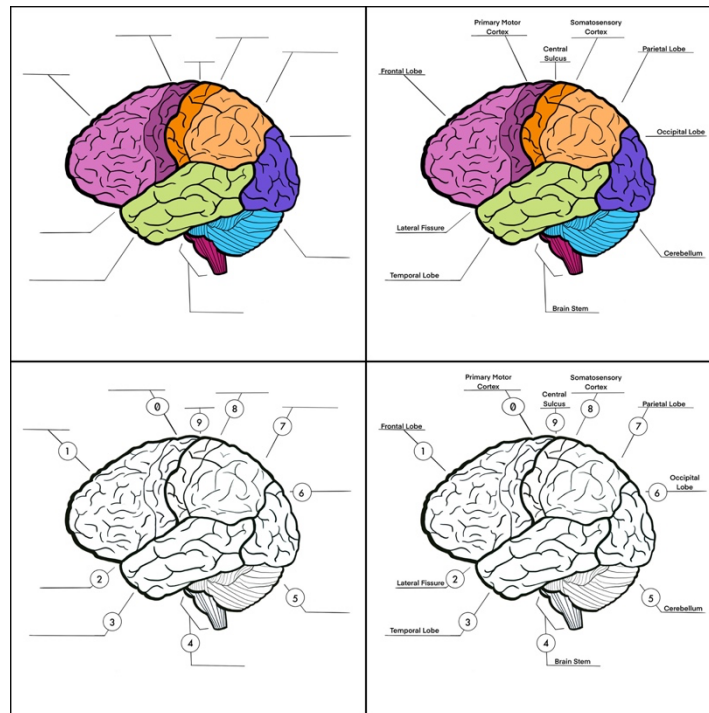 Primary Motor
Cortex
Somatosensory
Cortex
Central
Sulcus
Parietal Lobe
Frontal Lobe
Occipital Lobe
Lateral Fissure
Cerebellum
Temporal Lobe
Brain Stem
0
9
8
7
1
6
2
5
3
4
Primary Motor
Cortex
Somatosensory
Cortex
Central
Sulcus
0
9
8
Parietal Lobe
7
Frontal Lobe
1
6
Occipital
Lobe
Lateral Fissure
2
5
Cerebellum
3
Temporal Lobe
4
Brain Stem